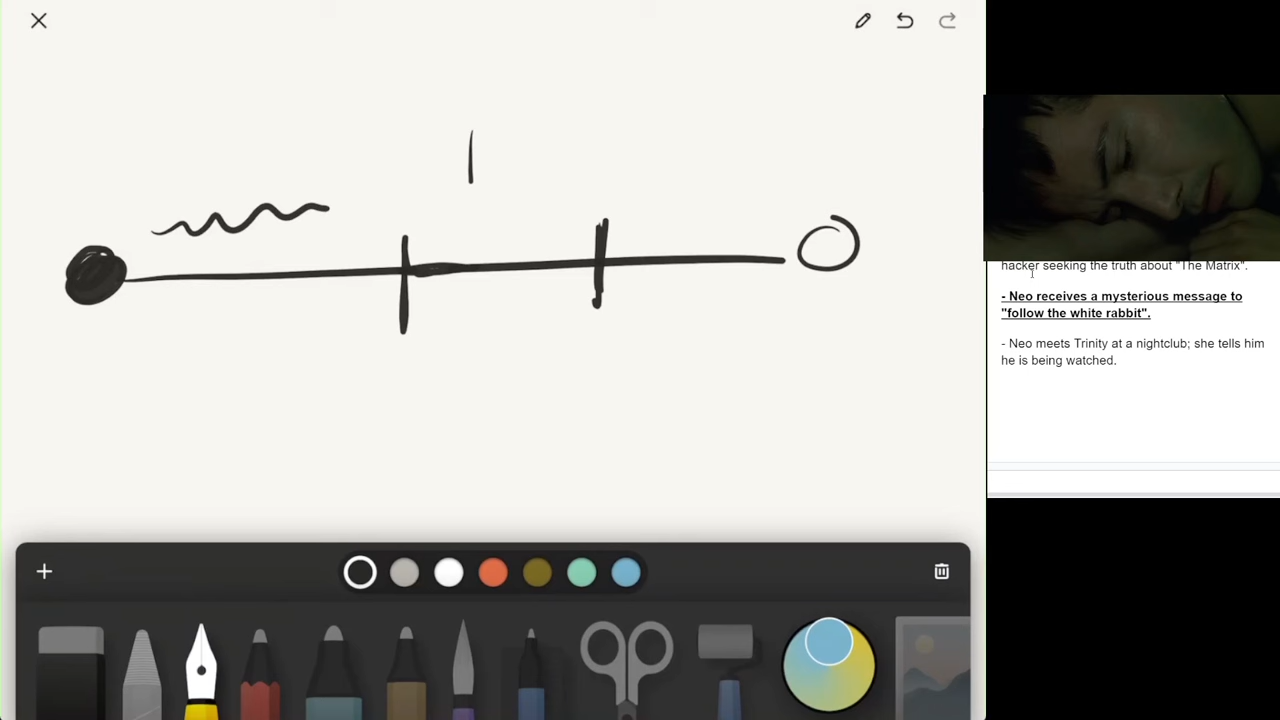 hacker seeking the truth about "The Matrix".
- Neo receives a mysterious message to
"follow the white rabbit".
- Neo meets Trinity at a nightclub; she tells him
he is being watched.